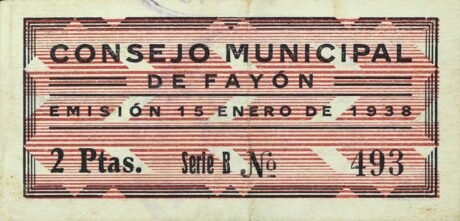 CONSEJO MUNICIPAL
DE FAYÓN
EMISIÓN 15 ENERO DE 1938
2 Ptas. Serie B Nº 493